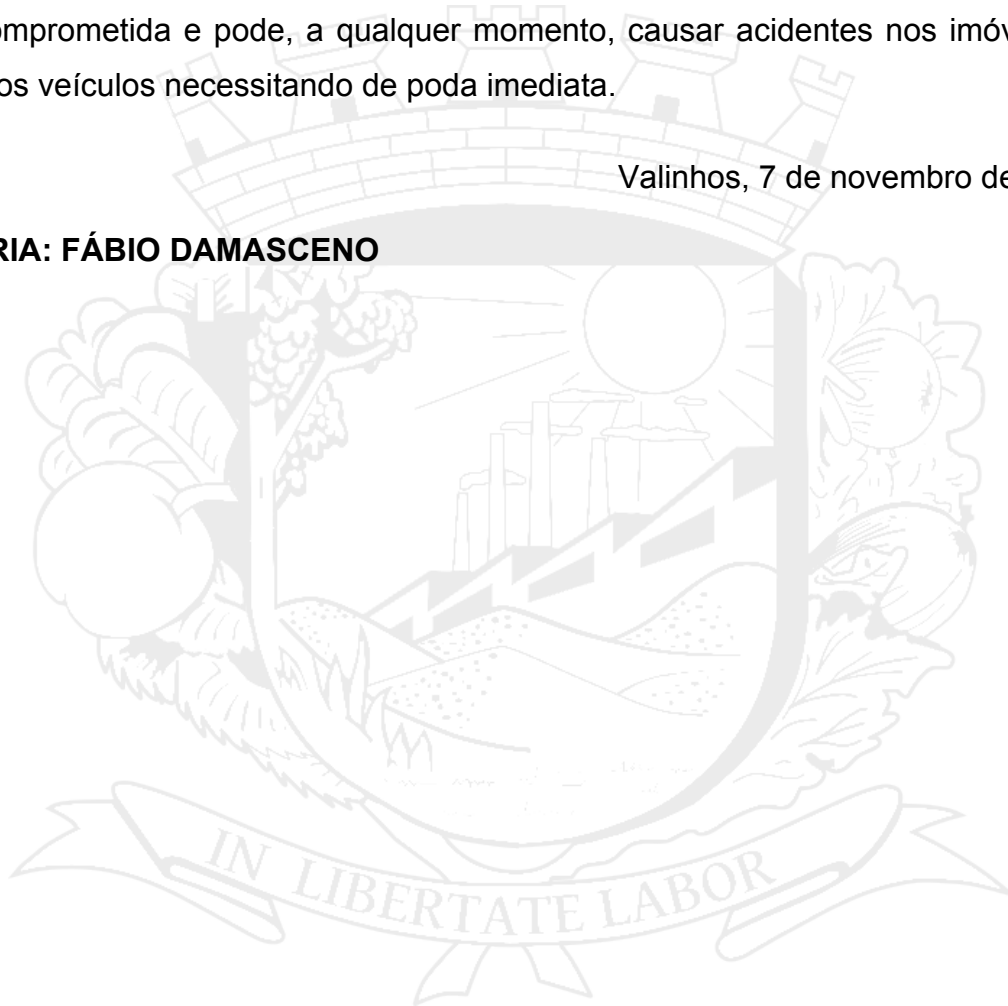 omprometida e pode, a qualquer momento, causar acidentes nos imóv
os veículos necessitando de poda imediata.
Valinhos, 7 de novembro de
RIA: FÁBIO DAMASCENO
IN LIBERTATE LABOR